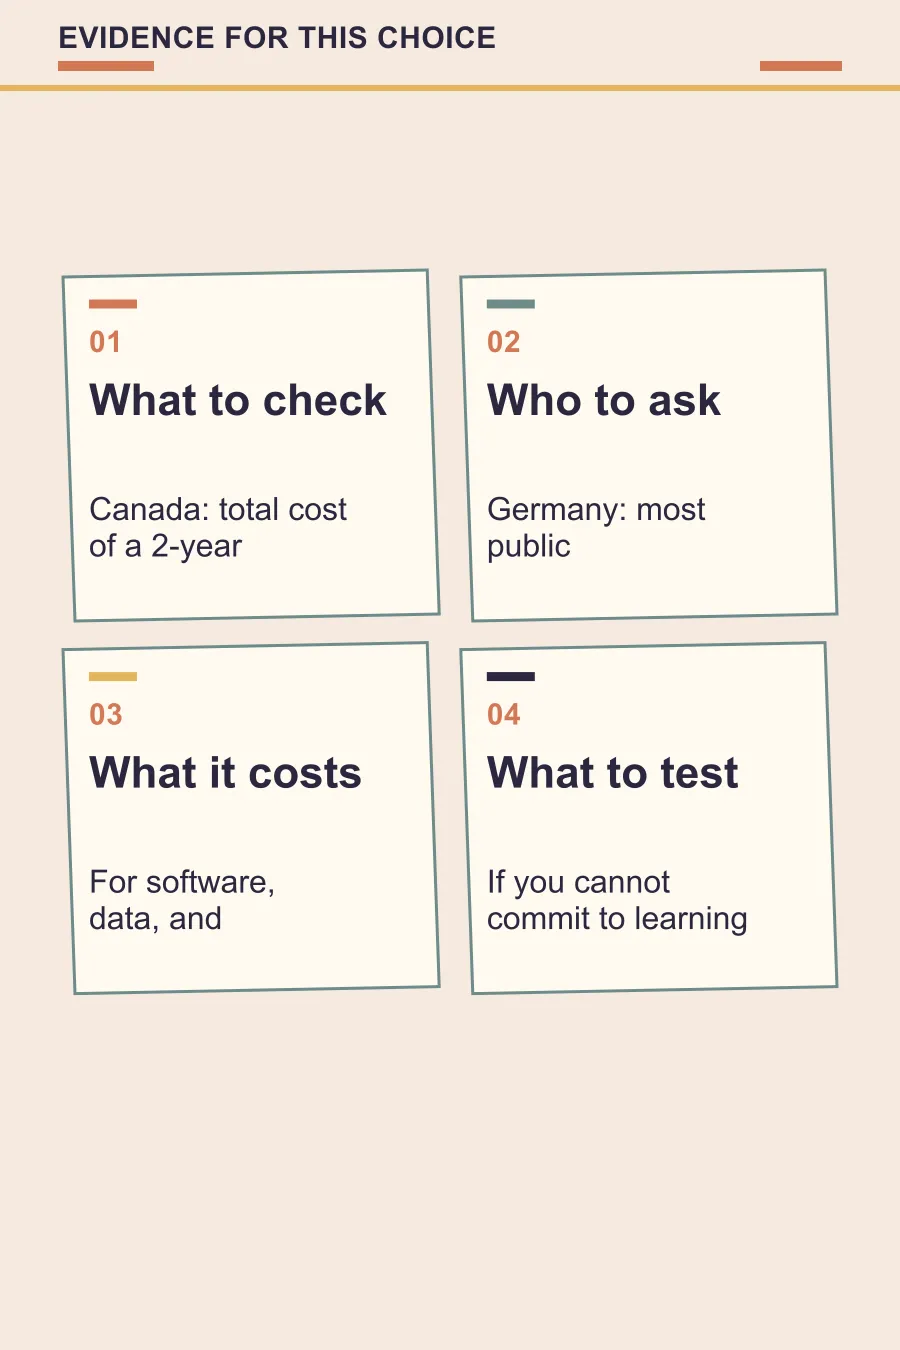 EVIDENCE FOR THIS CHOICE
01
What to check
Canada: total cost
of a 2-year
02
Who to ask
Germany: most
public
03
What it costs
For software,
data, and
04
What to test
If you cannot
commit to learning